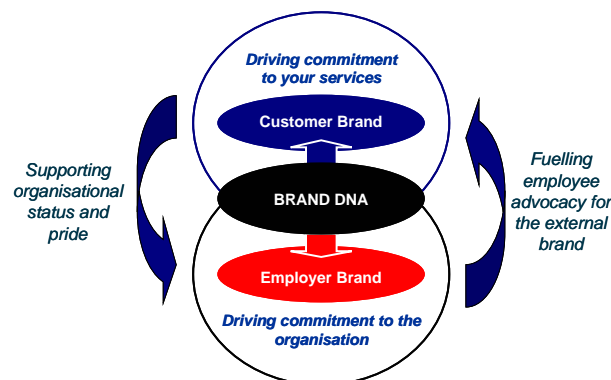 Driving commitment
to your services
Customer Brand
Supporting
organisational
status and
pride
BRAND DNA
Fuelling
employee
advocacy for
the external
brand
Employer Brand
Driving commitment to the
organisation